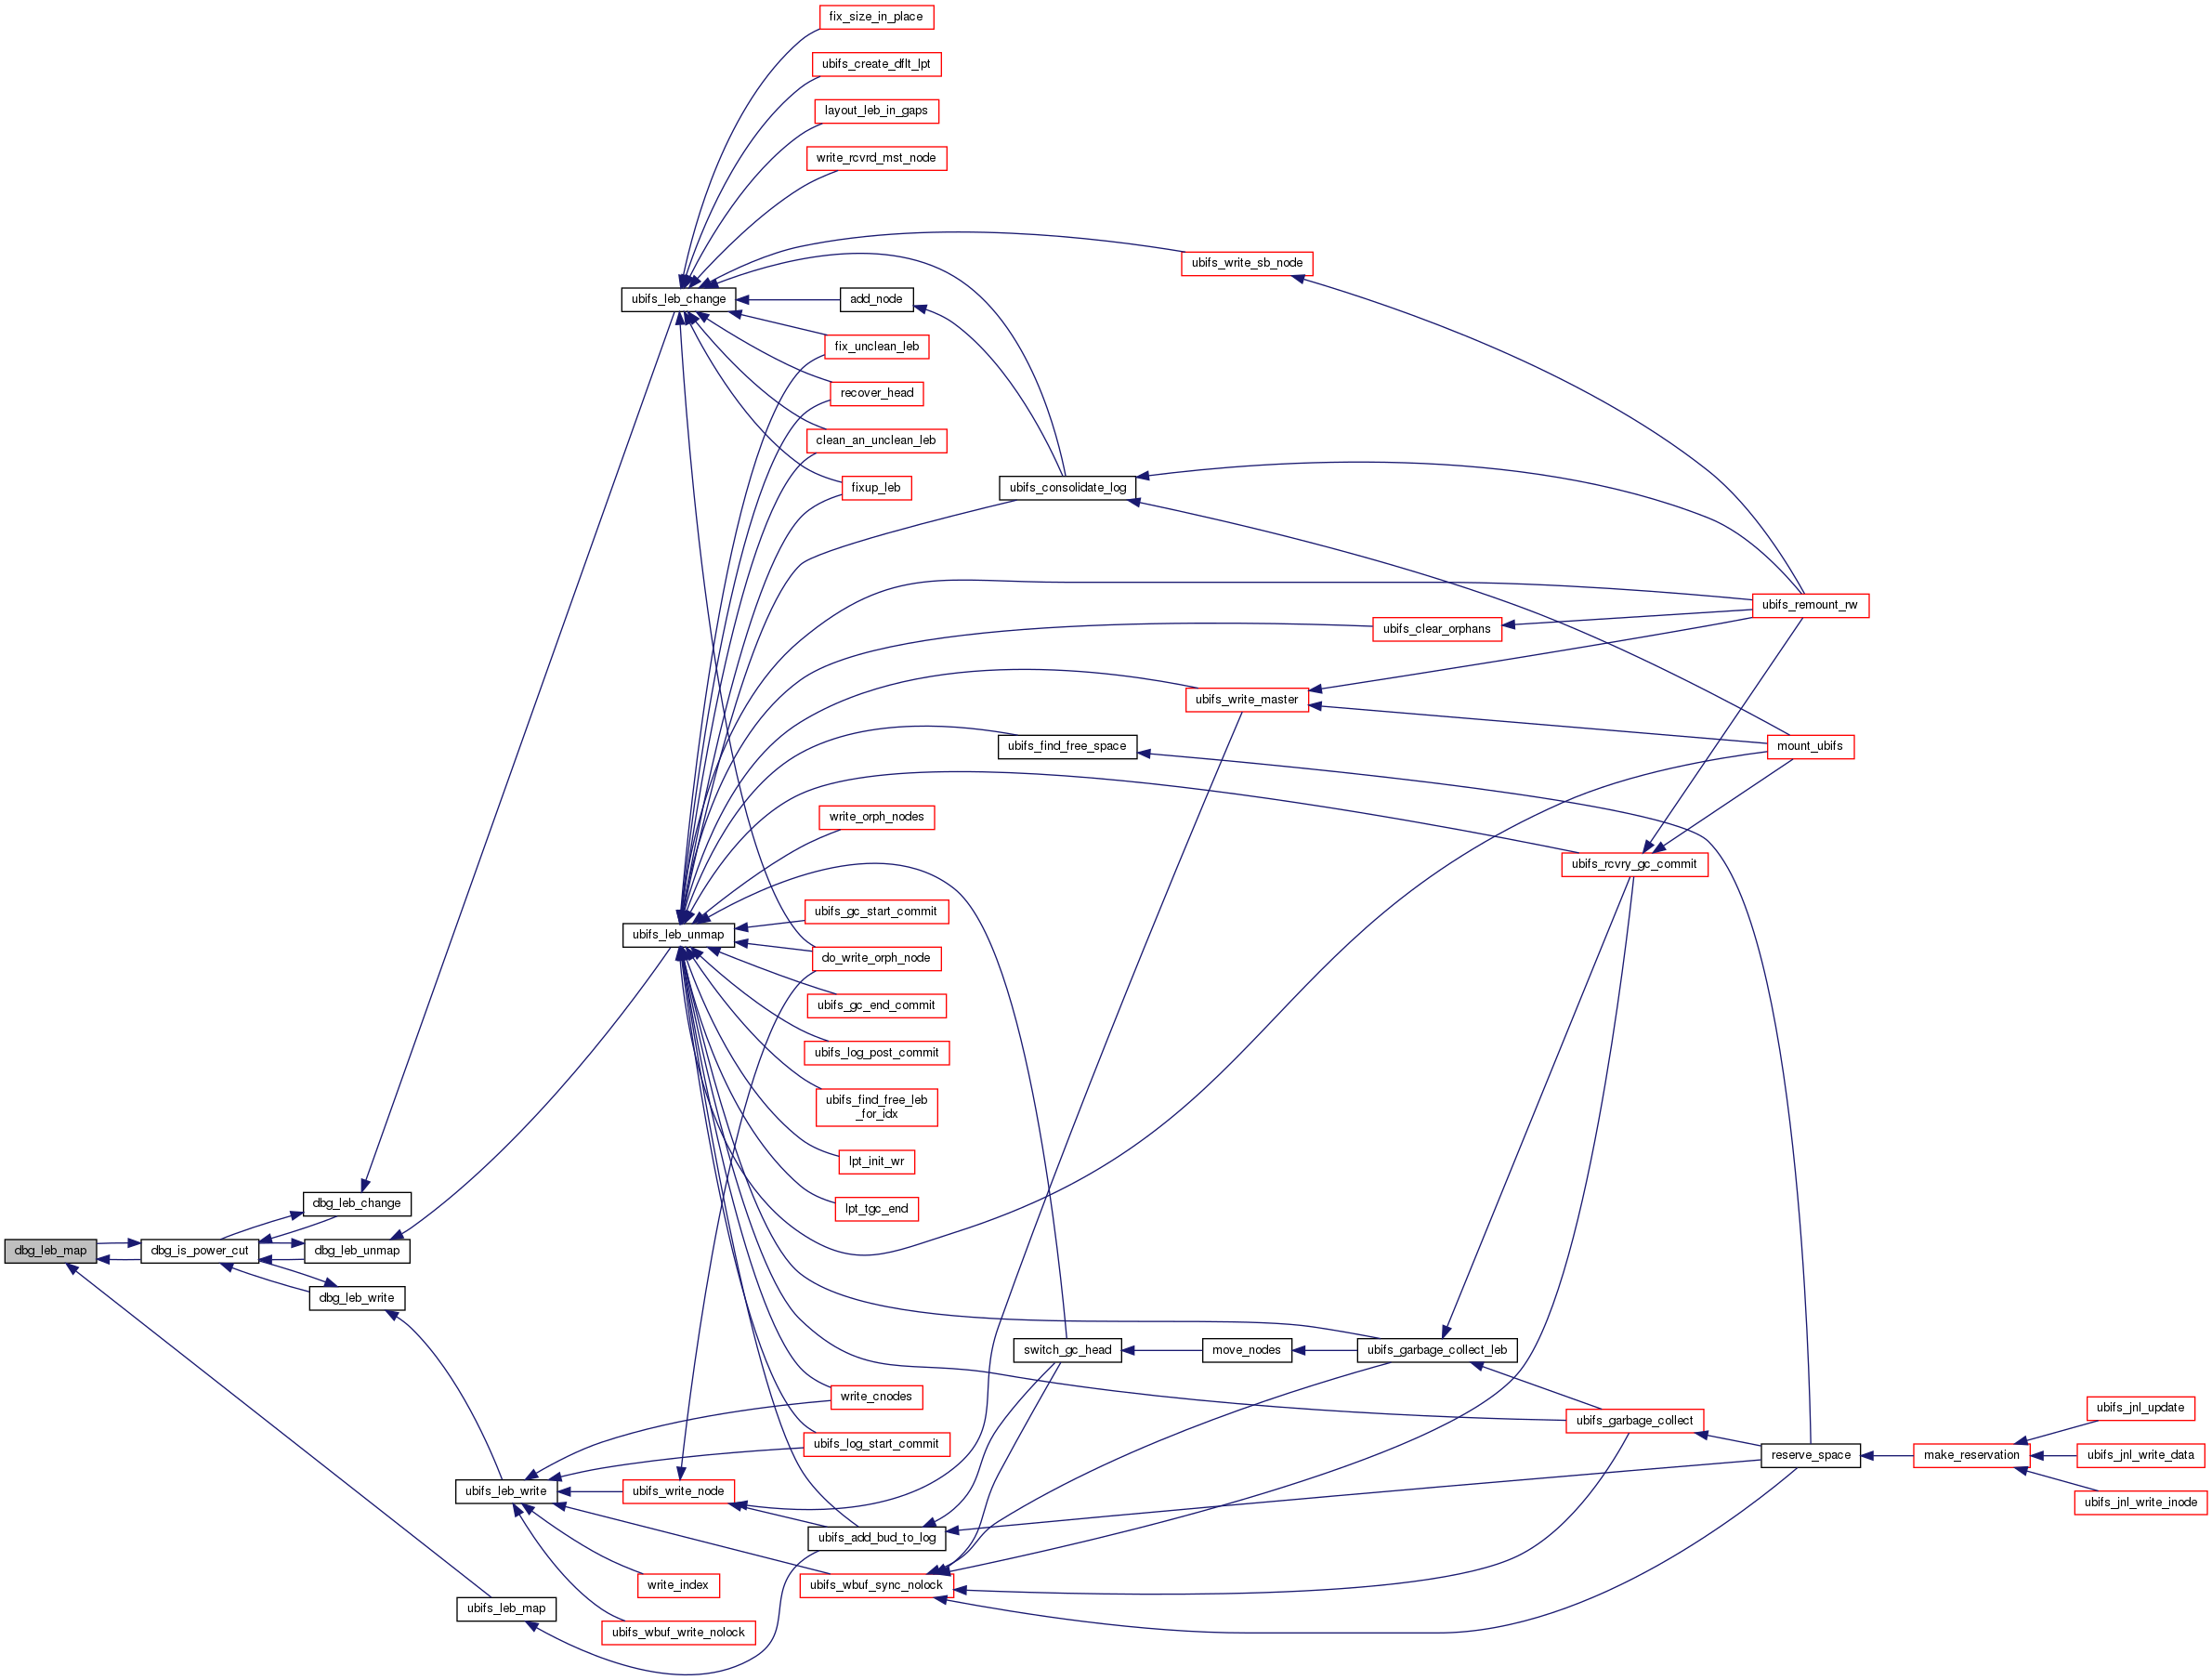 fix_size_in_place
ubifs_create_dflt_lpt
layout_leb_in_gaps
write_rcvrd_mst_node
ubifs_write_sb_node
ubifs_leb_change
add_node
fix_unclean_leb
recover_head
clean_an_unclean_leb
fixup_leb
ubifs_consolidate_log
ubifs_remount_rw
ubifs_clear_orphans
ubifs_write_master
ubifs_find_free_space
mount_ubifs
write_orph_nodes
ubifs_rcvry_gc_commit
ubifs_gc_start_commit
ubifs_leb_unmap
do_write_orph_node
ubifs_gc_end_commit
ubifs_log_post_commit
ubifs_find_free_leb
_for_idx
lpt_init_wr
lpt_tgc_end
dbg_leb_change
dbg_leb_map
dbg_is_power_cut
dbg_leb_unmap
dbg_leb_write
switch_gc_head
move_nodes
ubifs_garbage_collect_leb
write_cnodes
ubifs_garbage_collect
ubifs_jnl_update
ubifs_log_start_commit
reserve_space
make_reservation
ubifs_jnl_write_data
ubifs_leb_write
ubifs_write_node
ubifs_jnl_write_inode
ubifs_add_bud_to_log
write_index
ubifs_wbuf_sync_nolock
ubifs_leb_map
ubifs_wbuf_write_nolock